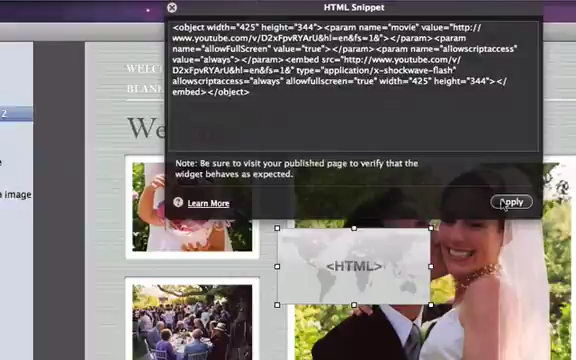 HTML Snippet
<object width="425" height="344"><param name="movie" value="http://
www.youtube.com/v/D2xFpvRYArU&hl=en&fs=1&"></param><param
name="allowFullScreen" value="true"></param><param name="allowscriptaccess"
value="always"></param><embed src="http://www.youtube.com/v/
D2xFpvRYArU&hl=en&fs=1&" type="application/x-shockwave-flash"
allowscriptaccess="always" allowfullscreen="true" width="425" height="344"></
embed></object>
WELC
BLANK
2
We
Note: Be sure to visit your published page to verify that the
widget behaves as expected.
a image
Learn More
Apply
<HTML>